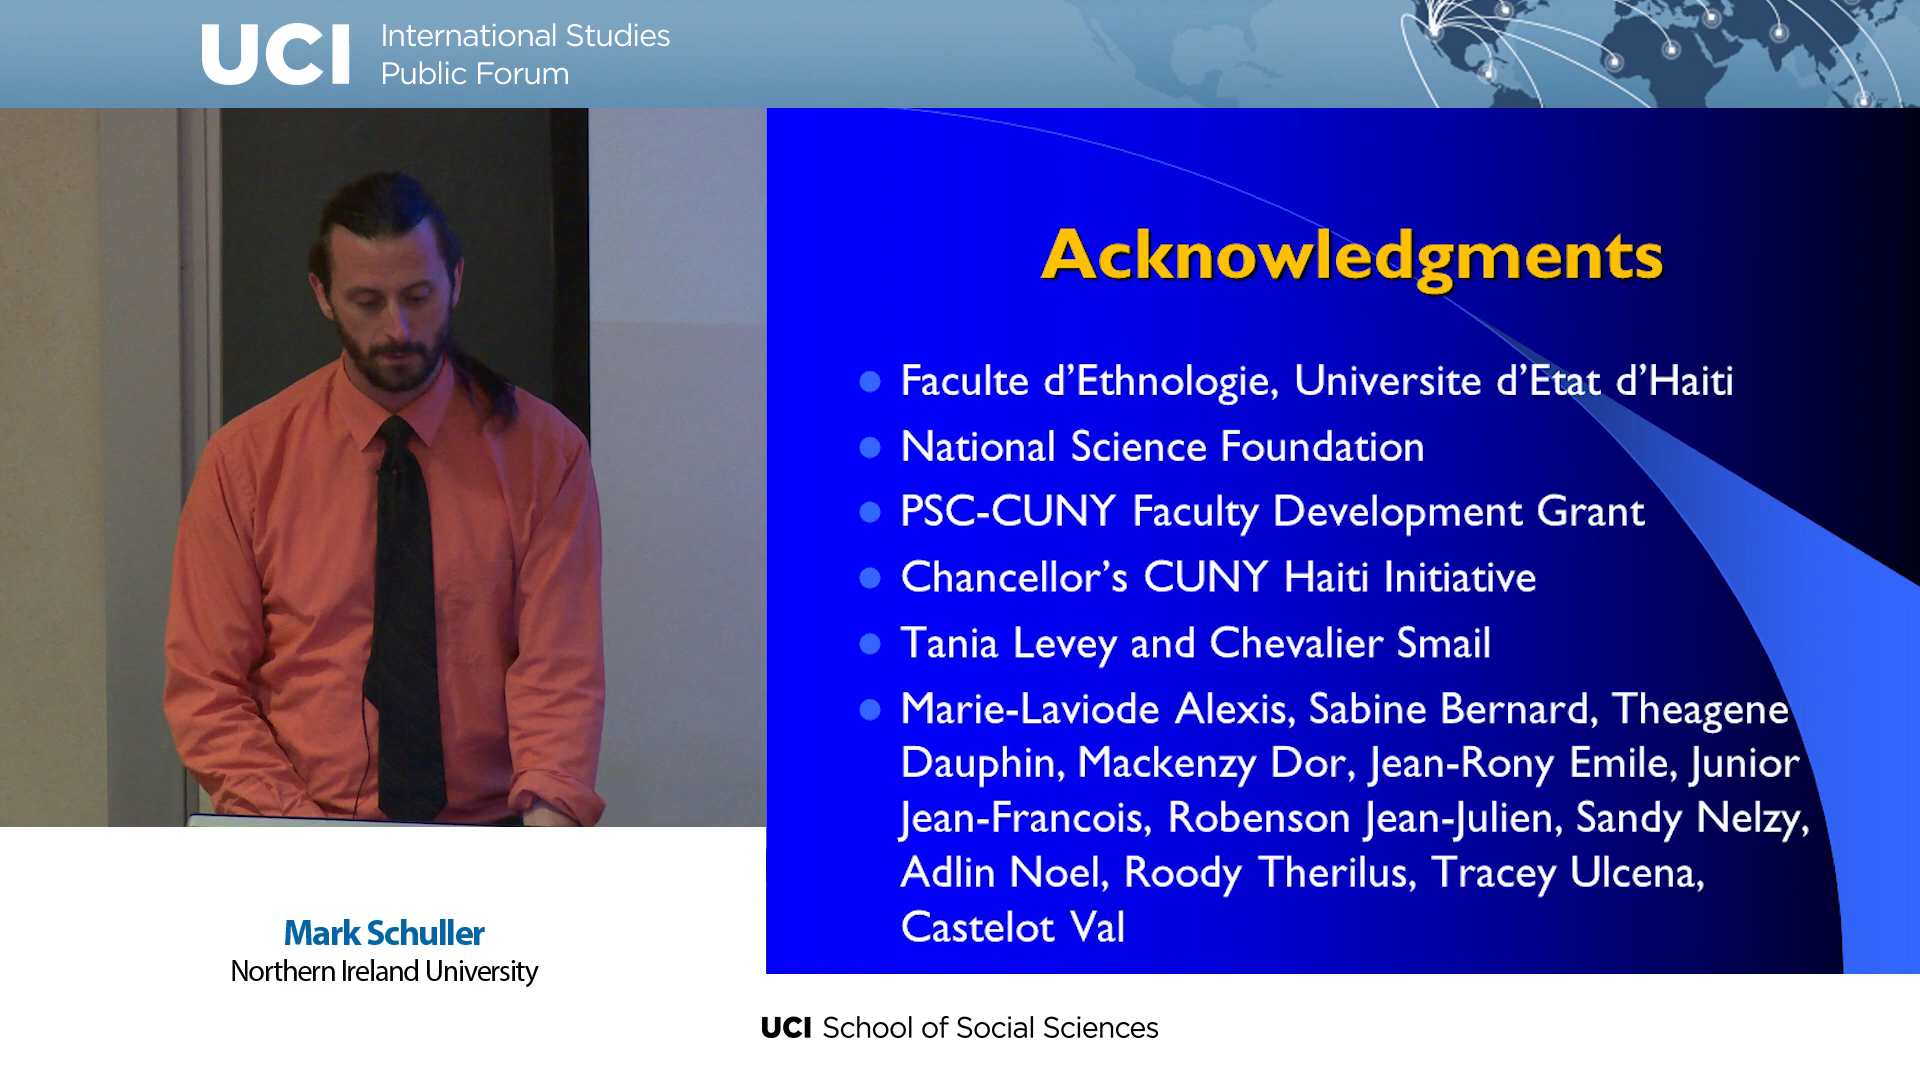 UCI International Studies
Public Forum
Acknowledgments
Faculte d'Ethnologie, Universite d'Etat d'Haiti
National Science Foundation
PSC-CUNY Faculty Development Grant
Chancellor's CUNY Haiti Initiative
Tania Levey and Chevalier Smail
Marie-Laviode Alexis, Sabine Bernard, Theagene
Dauphin, Mackenzy Dor, Jean-Rony Emile, Junior
Jean-Francois, Robenson Jean-Julien, Sandy Nelzy,
Adlin Noel, Roody Therilus, Tracey Ulcena,
Castelot Val
Mark Schuller
Northern Ireland University
UCI School of Social Sciences